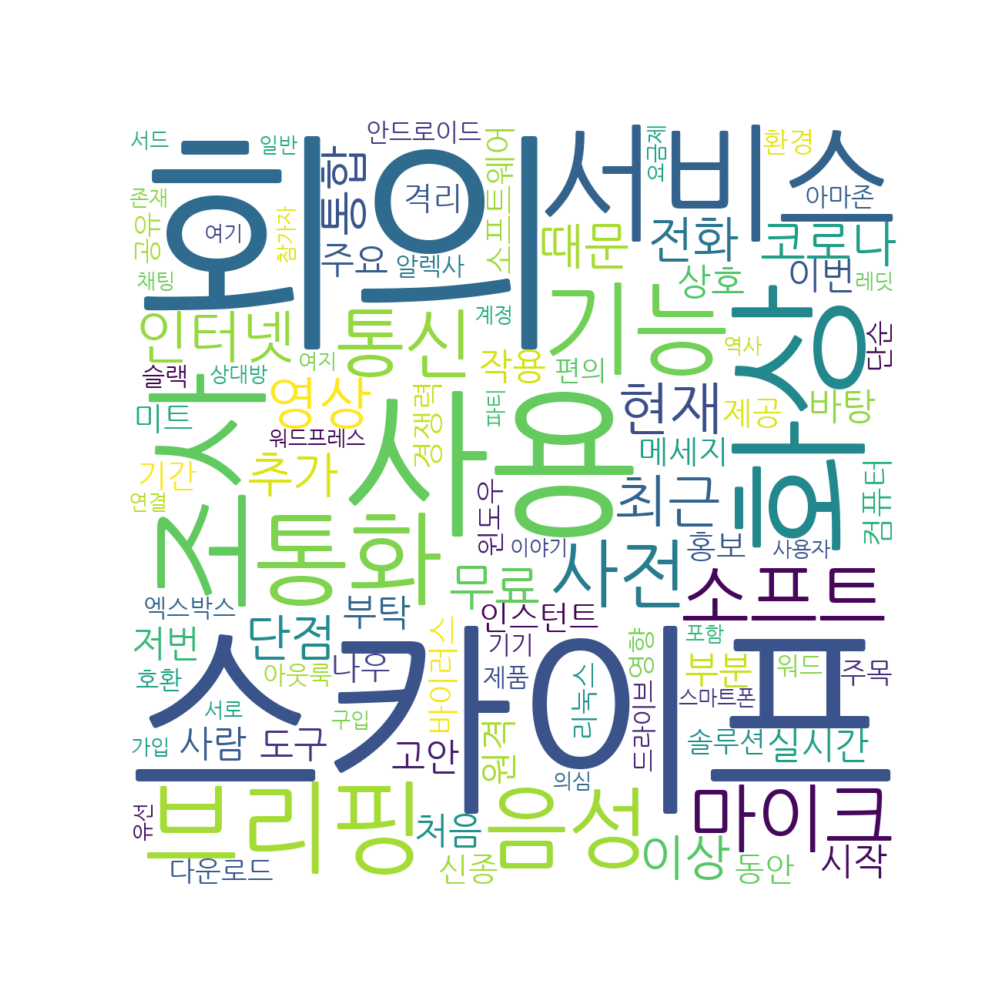 서드
일반
안드로이드
소프트웨어
요금제
환경
회의
서비스
존재
공유
여기
참가자
통합
격리
때문
전화
코로나
아마존
채팅
주요
알렉사
상호
이번
레딧
인터넷
통신
계정
기능
화상
단순
슬랙
상대방
여지
작용
편의
역사
미트
조사
영상
경쟁력
파티
현재
제공
바탕
워드프레스
사용
메세지
기간
추가
연결
최근
컴퓨터
통화
윈도우
이야기
홍보
사용자
무료
사전
소프트
엑스박스
부탁
인스턴트
포함
저번
단점
바이러스
기기
영향
호환
아웃룩
나우
제품
리눅스
부분
워드
주목
스카이프
드라이브
스마트폰
서로
구입
가입
사람
도구
고안
원격
솔루션
실시간
의심
유선
브리핑
처음
음성
마이크
다운로드
신종
이상
동안
시작